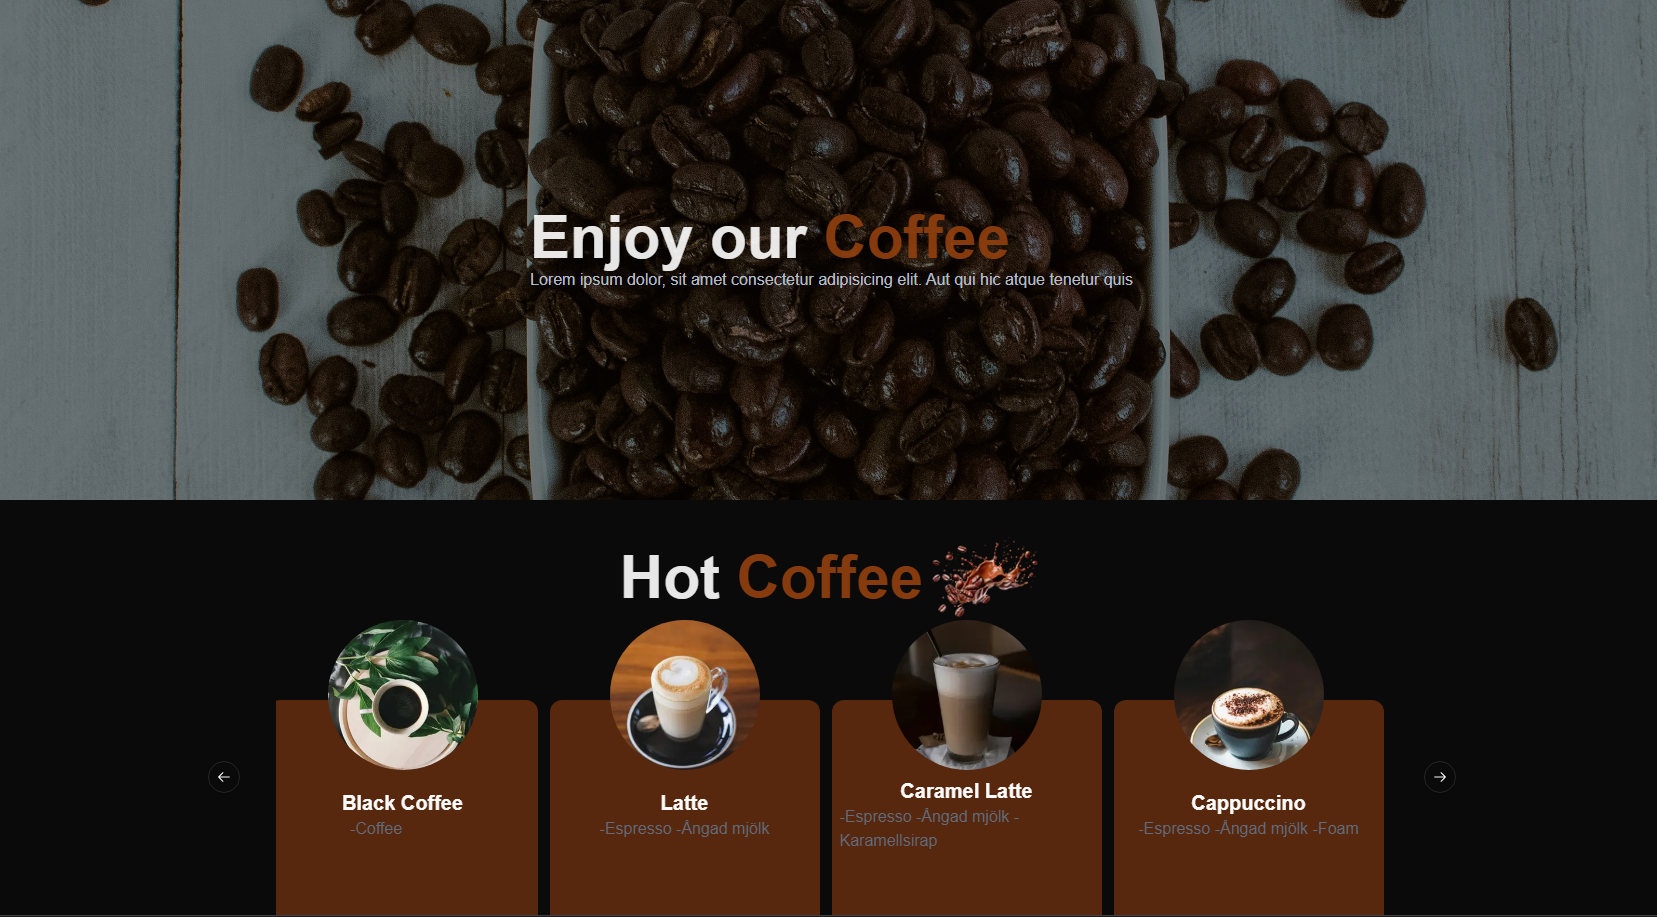 Enjoy our Coffee
Lorem ipsum dolor, sit amet consectetur adipisicing elit. Aut qui hic atque tenetur quis
Hot Coffee
Black Coffee
-Coffee
Latte
-Espresso -Ångad mjölk
Caramel Latte
-Espresso -Ångad mjölk -
Karamellsirap
Cappuccino
-Espresso -Ångad mjölk -Foam